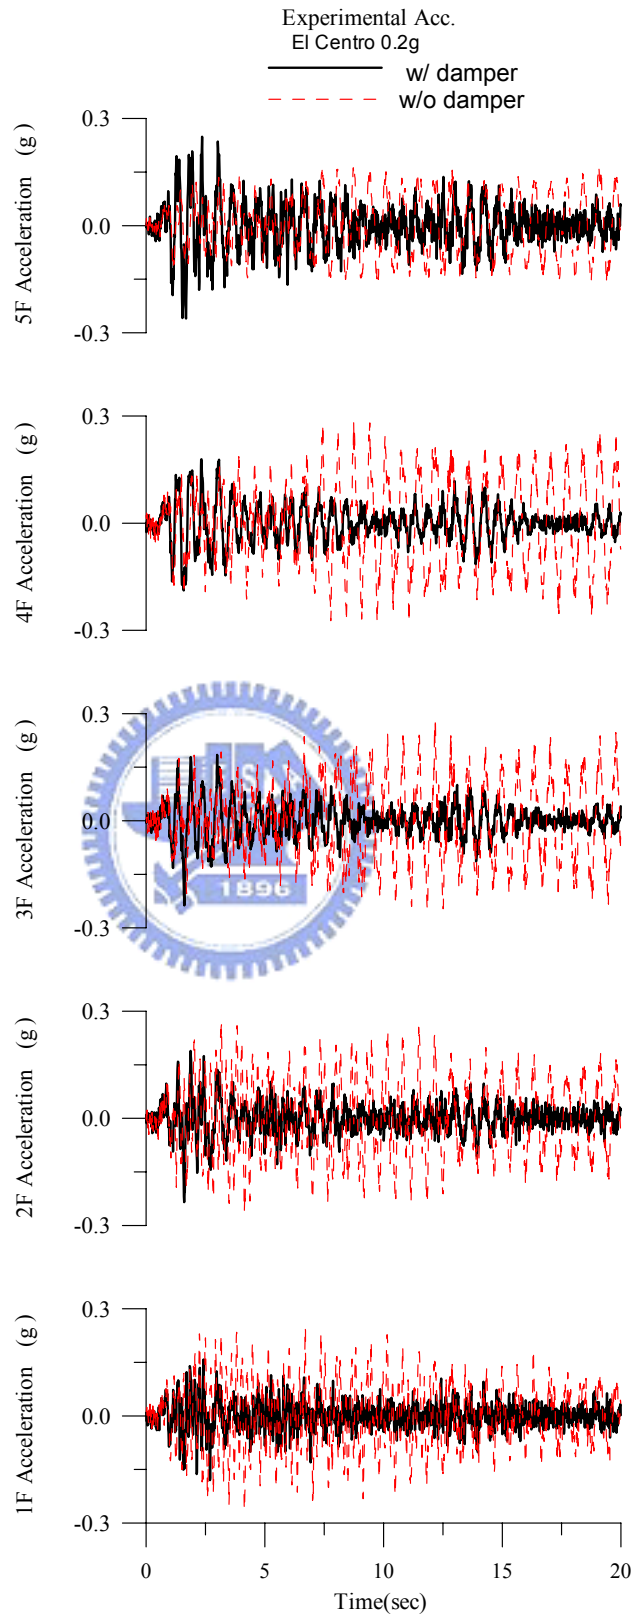 Experimental Acc.
El Centro 0.2g
w/ damper
w/o damper
5F Acceleration (g)
0.3
0.0
-0.3
4F Acceleration (g)
0.3
0.0
-0.3
3F Acceleration (g)
0.3
0.0
-0.3
1896
2F Acceleration (g)
0.3
0.0
-0.3
1F Acceleration (g)
0.3
0.0
-0.3
0 5 10 15 20
Time(sec)